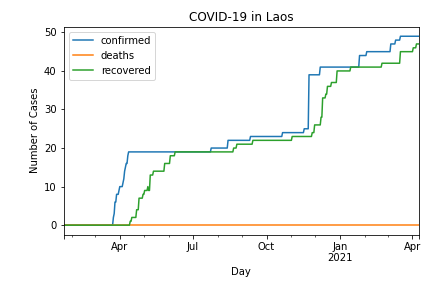 COVID-19 in Laos
confirmed
deaths
recovered
Number of Cases
50
40
30
20
10
0
Apr
Jul
Oct
Jan
2021
Apr
Day